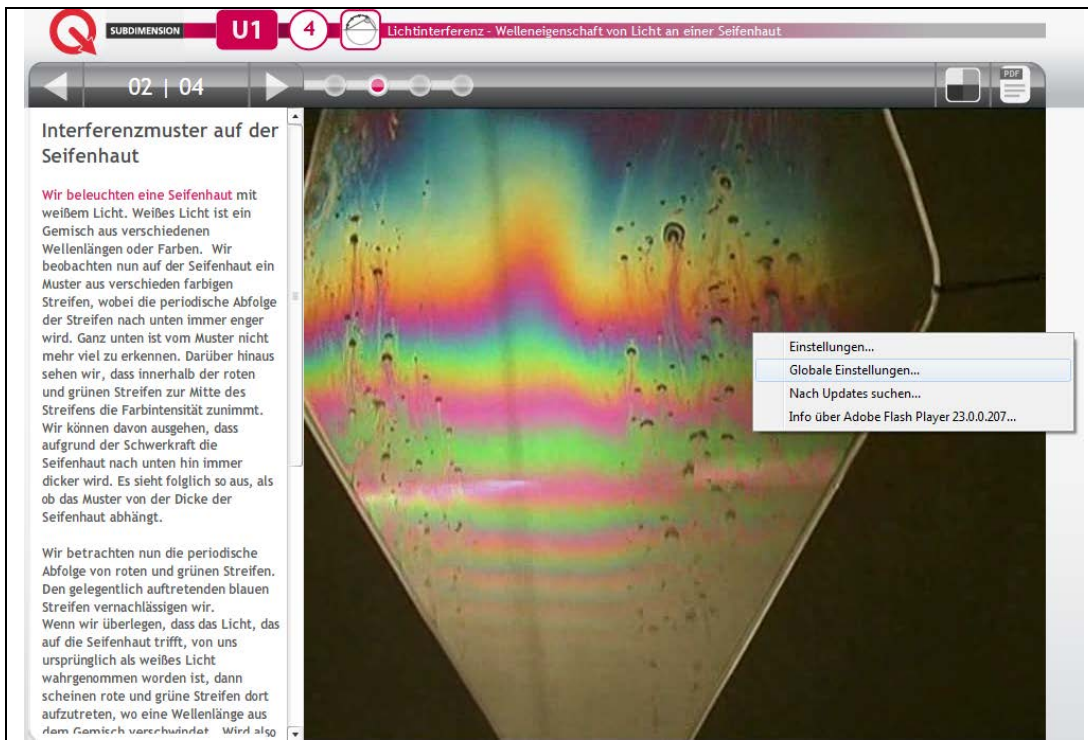 SUBDIMENSION U1 4 Lichtinterferenz - Welleneigenschaft von Licht an einer Seifenhaut
02 | 04
PDF
Interferenzmuster auf der
Seifenhaut
Wir beleuchten eine Seifenhaut mit
weißem Licht. Weißes Licht ist ein
Gemisch aus verschiedenen
Wellenlängen oder Farben. Wir
beobachten nun auf der Seifenhaut ein
Muster aus verschieden farbigen
Streifen, wobei die periodische Abfolge
der Streifen nach unten immer enger
wird. Ganz unten ist vom Muster nicht
mehr viel zu erkennen. Darüber hinaus
sehen wir, dass innerhalb der roten
und grünen Streifen zur Mitte des
Streifens die Farbintensität zunimmt.
Wir können davon ausgehen, dass
aufgrund der Schwerkraft die
Seifenhaut nach unten hin immer
dicker wird. Es sieht folglich so aus, als
ob das Muster von der Dicke der
Seifenhaut abhängt.
Wir betrachten nun die periodische
Abfolge von roten und grünen Streifen.
Den gelegentlich auftretenden blauen
Streifen vernachlässigen wir.
Wenn wir überlegen, dass das Licht, das
auf die Seifenhaut trifft, von uns
ursprünglich als weißes Licht
wahrgenommen worden ist, dann
scheinen rote und grüne Streifen dort
aufzutreten, wo eine Wellenlänge aus
dem Gemisch verschwindet. Wird also
Einstellungen...
Globale Einstellungen...
Nach Updates suchen...
Info über Adobe Flash Player 23.0.0.207...